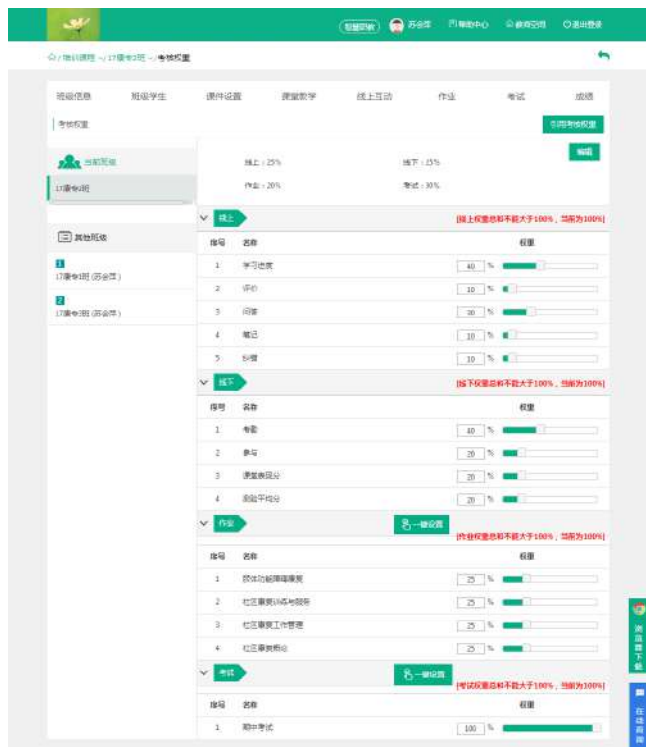 智慧职教 苏会萍 帮助中心 教育空间 退出登录
/ 培训课程 / 17康专2班 / 考核权重
班级信息 班级学生 课件设置 课堂教学 线上互动 作业 考试 成绩
考核权重 引用考核权重
当前班级
编辑
线上：25% 线下：25%
17康专2班
作业：20% 考试：30%
线上 [线上权重总和不能大于100%，当前为100%]
其他班级
序号 名称 权重
1
17康专1班 (苏会萍)
1 学习进度 40 %
2 评价 10 %
2
17康专3班 (苏会萍)
3 问答 30 %
4 笔记 10 %
5 纠错 10 %
线下 [线下权重总和不能大于100%，当前为100%]
序号 名称 权重
1 考勤 40 %
2 参与 20 %
3 课堂表现分 20 %
4 测验平均分 20 %
作业 一键设置 [作业权重总和不能大于100%，当前为100%]
序号 名称 权重
1 肢体功能障碍康复 25 %
2 社区康复训练与服务 25 %
3 社区康复工作管理 25 %
4 社区康复概论 25 %
考试 一键设置 [考试权重总和不能大于100%，当前为100%]
序号 名称 权重
1 期中考试 100 %
浏览器下载
在线咨询